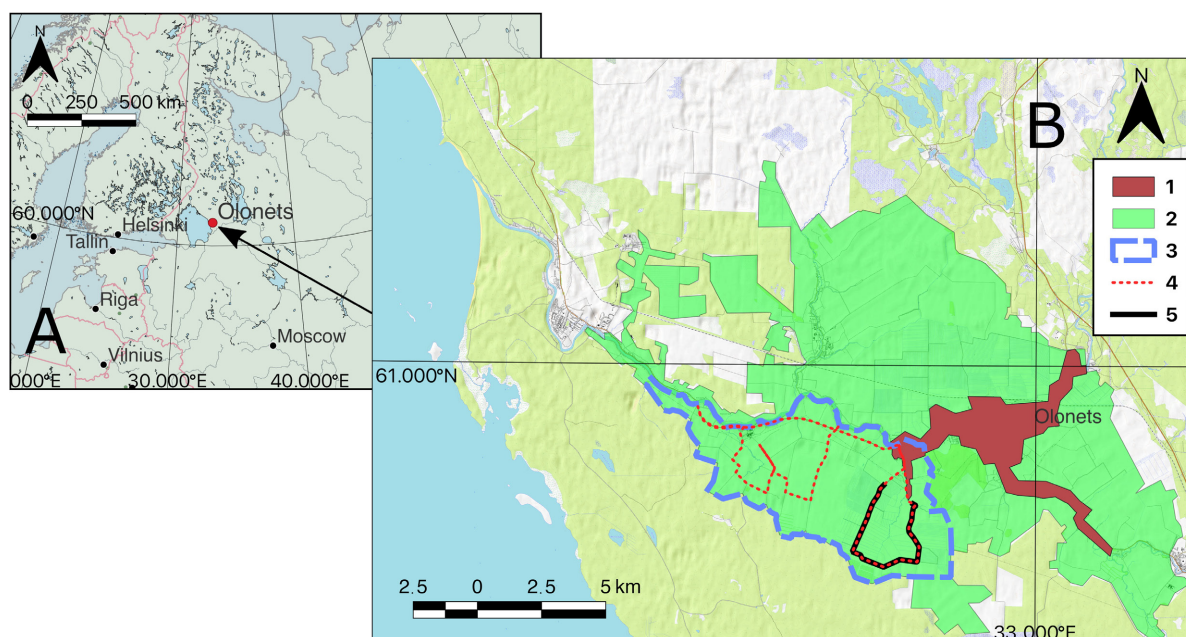 N
0 250 500 km
Olonets
60.000°N
Helsinki
Tallin
Riga
Moscow
Vilnius
A
000°E 30.000°E 40.000°E
N
B
1
2
3
4
5
61.000°N
Olonets
2.5 0 2.5 5 km
33.000°E